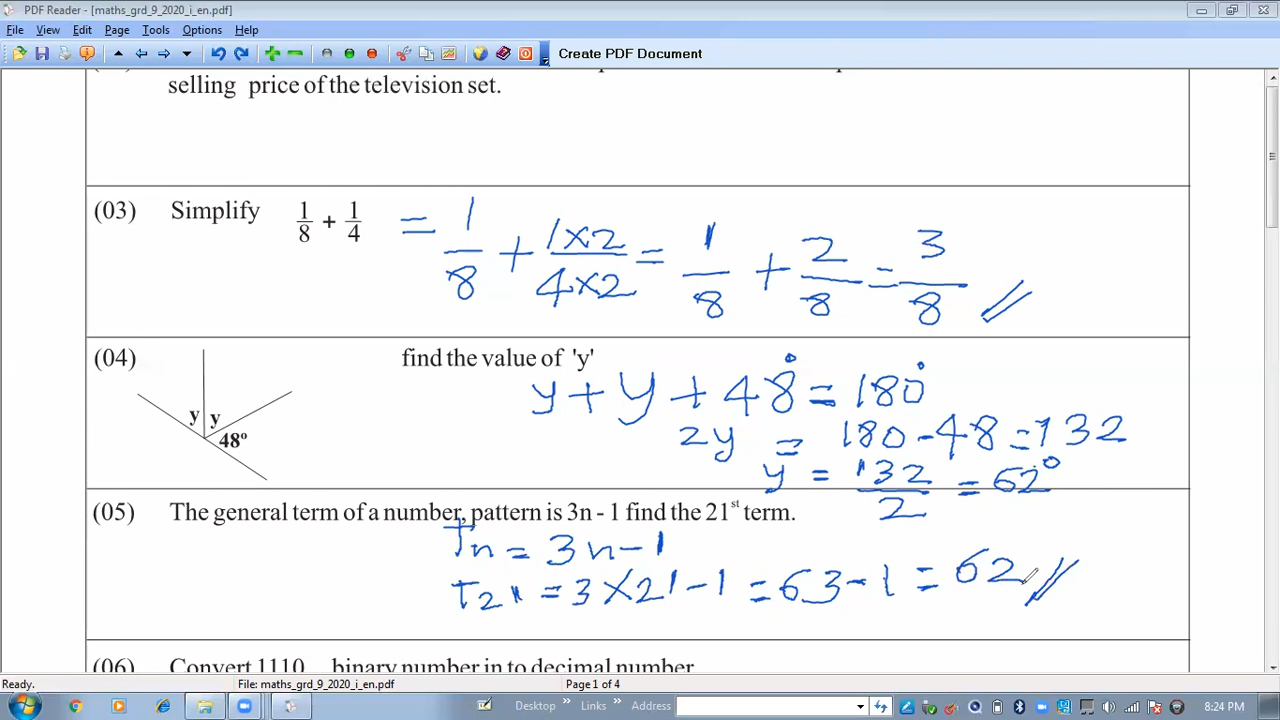 PDF Reader - [maths_grd_9_2020_i_en.pdf]
File View Edit Page Tools Options Help
Create PDF Document
selling price of the television set.
(03) Simplify 1/8 + 1/4 = 1/8 + 1×2/4×2 = 1/8 + 2/8 = 3/8
(04) find the value of 'y'
y y 48°
y + y + 48° = 180°
2y = 180 - 48 = 132
y = 132/2 = 62°
(05) The general term of a number, pattern is 3n - 1 find the 21st term.
Tn = 3n - 1
T21 = 3 × 21 - 1 = 63 - 1 = 62
(06) Convert 1110 binary number in to decimal number.
Ready. File: maths_grd_9_2020_i_en.pdf Page 1 of 4
Desktop » Links » Address 8:24 PM